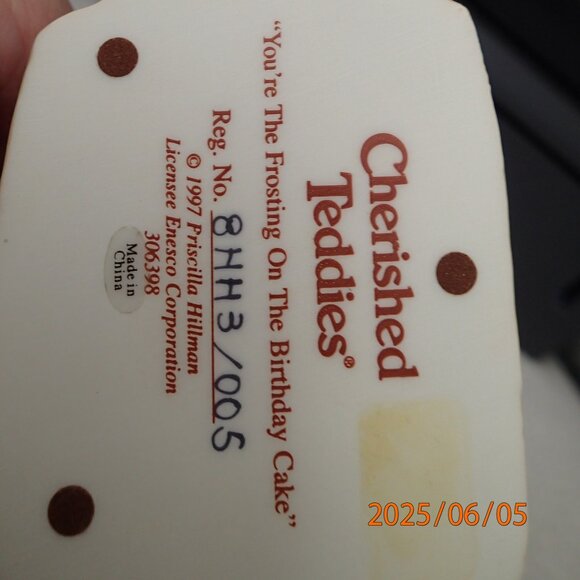 Cherished
Teddies®
"You're The Frosting On The Birthday Cake"
Reg. No. 8HH3/005
© 1997 Priscilla Hillman
Licensee Enesco Corporation
306398
Made in
China
2025/06/05